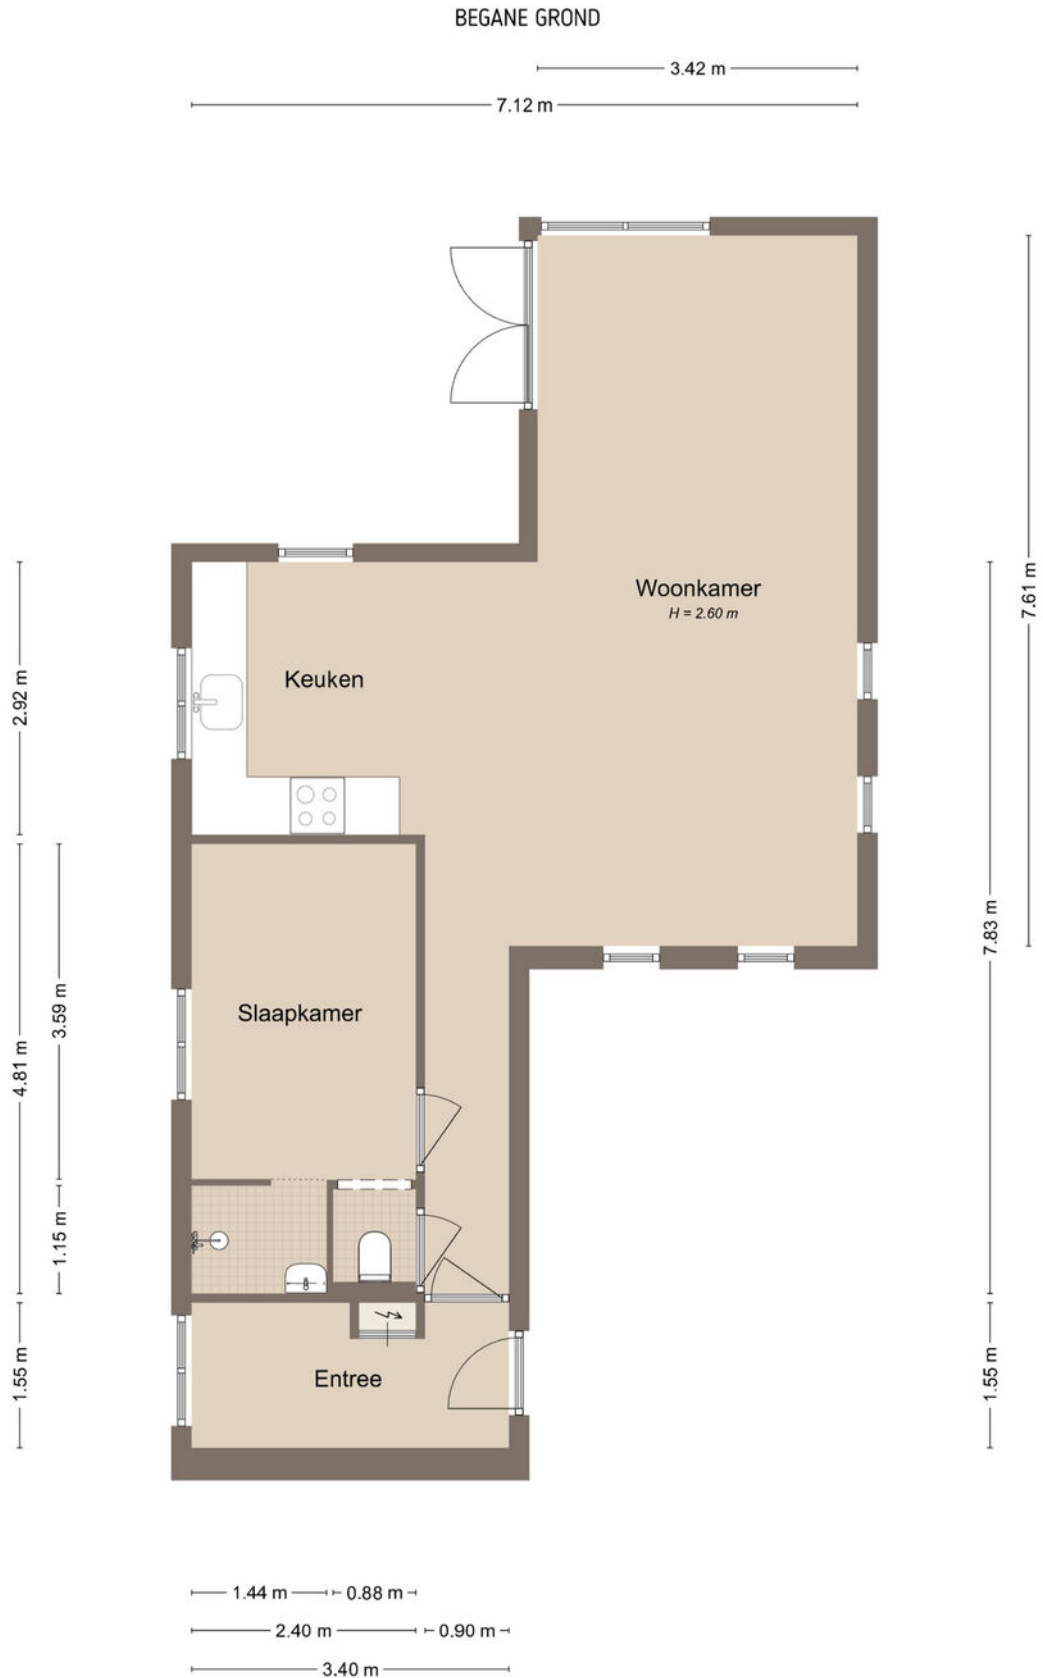 BEGANE GROND
3.42 m
7.12 m
Woonkamer
H = 2.60 m
Keuken
Slaapkamer
Entree
2.92 m
4.81 m
3.59 m
1.15 m
1.55 m
7.61 m
7.83 m
1.55 m
1.44 m
0.88 m
2.40 m
0.90 m
3.40 m